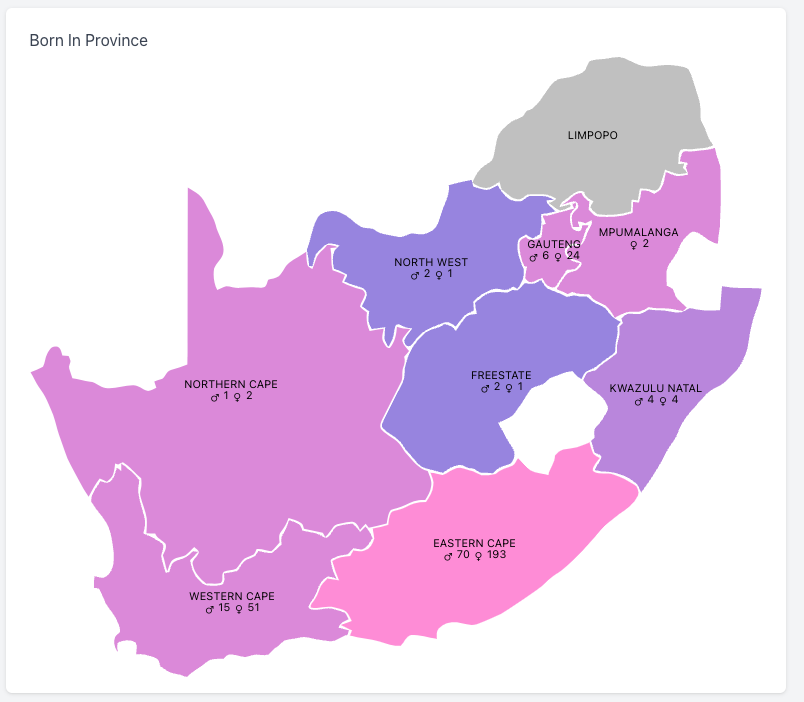 Born In Province
LIMPOPO
MPUMALANGA
♀ 2
GAUTENG
♂ 6 ♀ 24
NORTH WEST
♂ 2 ♀ 1
FREESTATE
♂ 2 ♀ 1
NORTHERN CAPE
♂ 1 ♀ 2
KWAZULU NATAL
♂ 4 ♀ 4
EASTERN CAPE
♂ 70 ♀ 193
WESTERN CAPE
♂ 15 ♀ 51